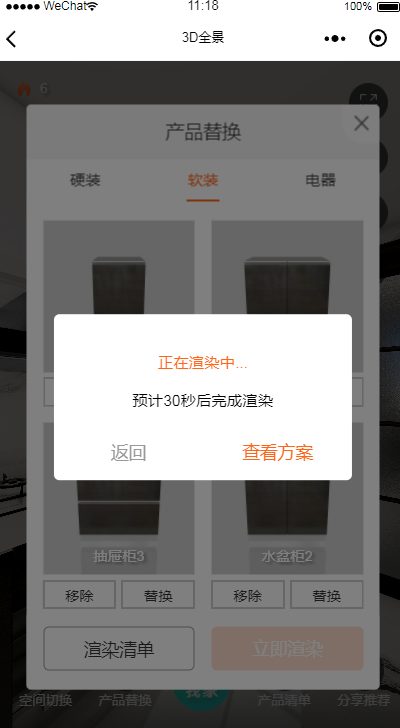 WeChat 11:18 100%
3D全景
6
产品替换
硬装 软装 电器
正在渲染中...
预计30秒后完成渲染
返回 查看方案
抽屉柜3 水盆柜2
移除 替换 移除 替换
渲染清单 立即渲染
空间切换 产品替换 我家 产品清单 分享推荐